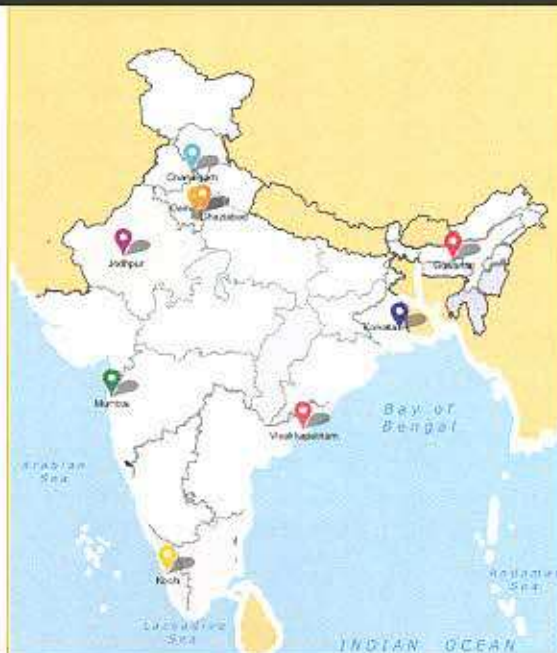 Chandigarh
Delhi
Ghaziabad
Jodhpur
Guwahati
Kolkata
Mumbai
Visakhapatnam
Bay of
Bengal
Arabian
Sea
Kochi
Andaman
Sea
Laccadive
Sea
INDIAN OCEAN